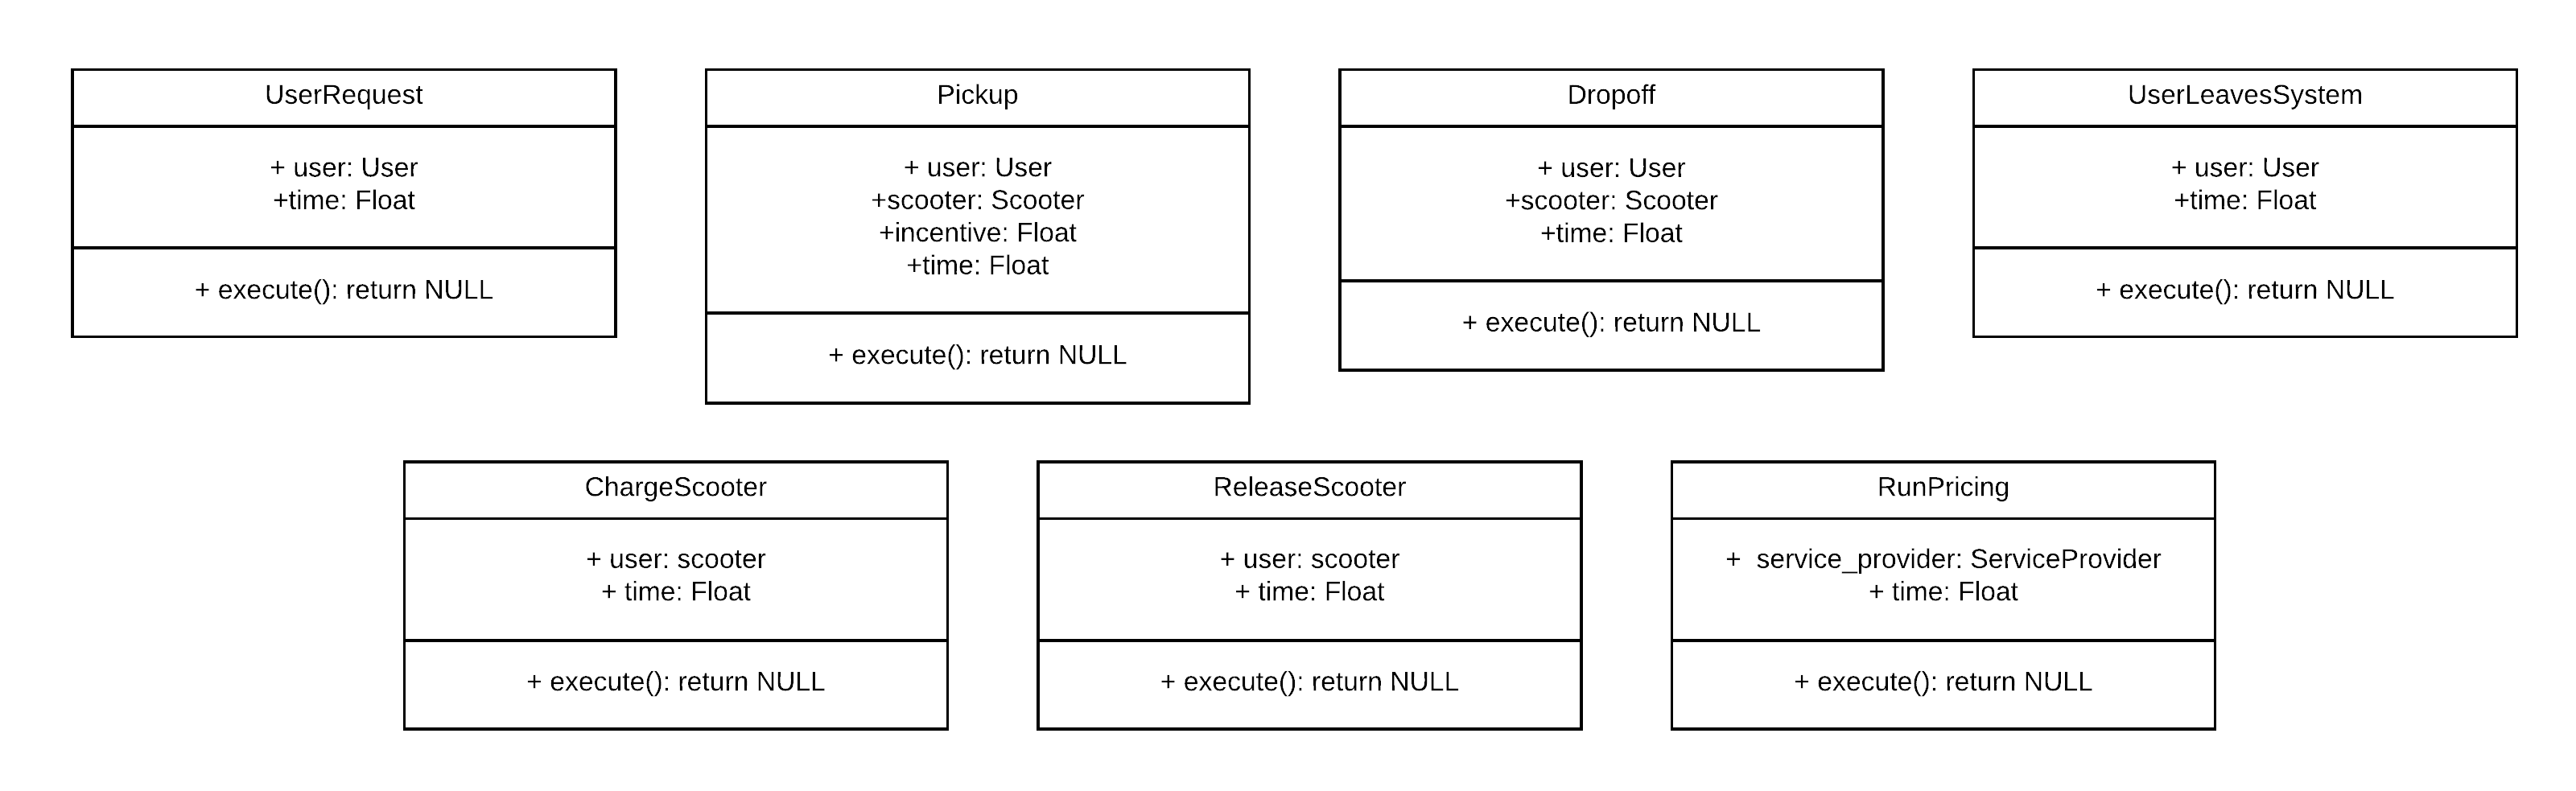 UserRequest
+ user: User
+time: Float
+ execute(): return NULL
Pickup
+ user: User
+scooter: Scooter
+incentive: Float
+time: Float
+ execute(): return NULL
Dropoff
+ user: User
+scooter: Scooter
+time: Float
+ execute(): return NULL
UserLeavesSystem
+ user: User
+time: Float
+ execute(): return NULL
ChargeScooter
+ user: scooter
+ time: Float
+ execute(): return NULL
ReleaseScooter
+ user: scooter
+ time: Float
+ execute(): return NULL
RunPricing
+  service_provider: ServiceProvider
+ time: Float
+ execute(): return NULL